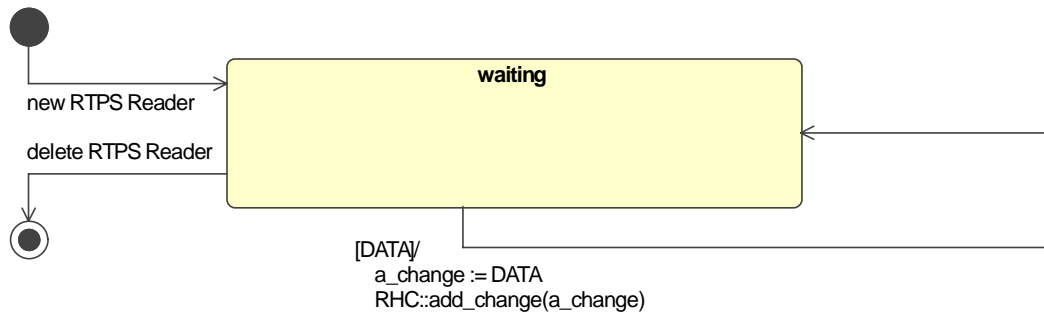 waiting
new RTPS Reader
delete RTPS Reader
[DATA]/
a_change := DATA
RHC::add_change(a_change)